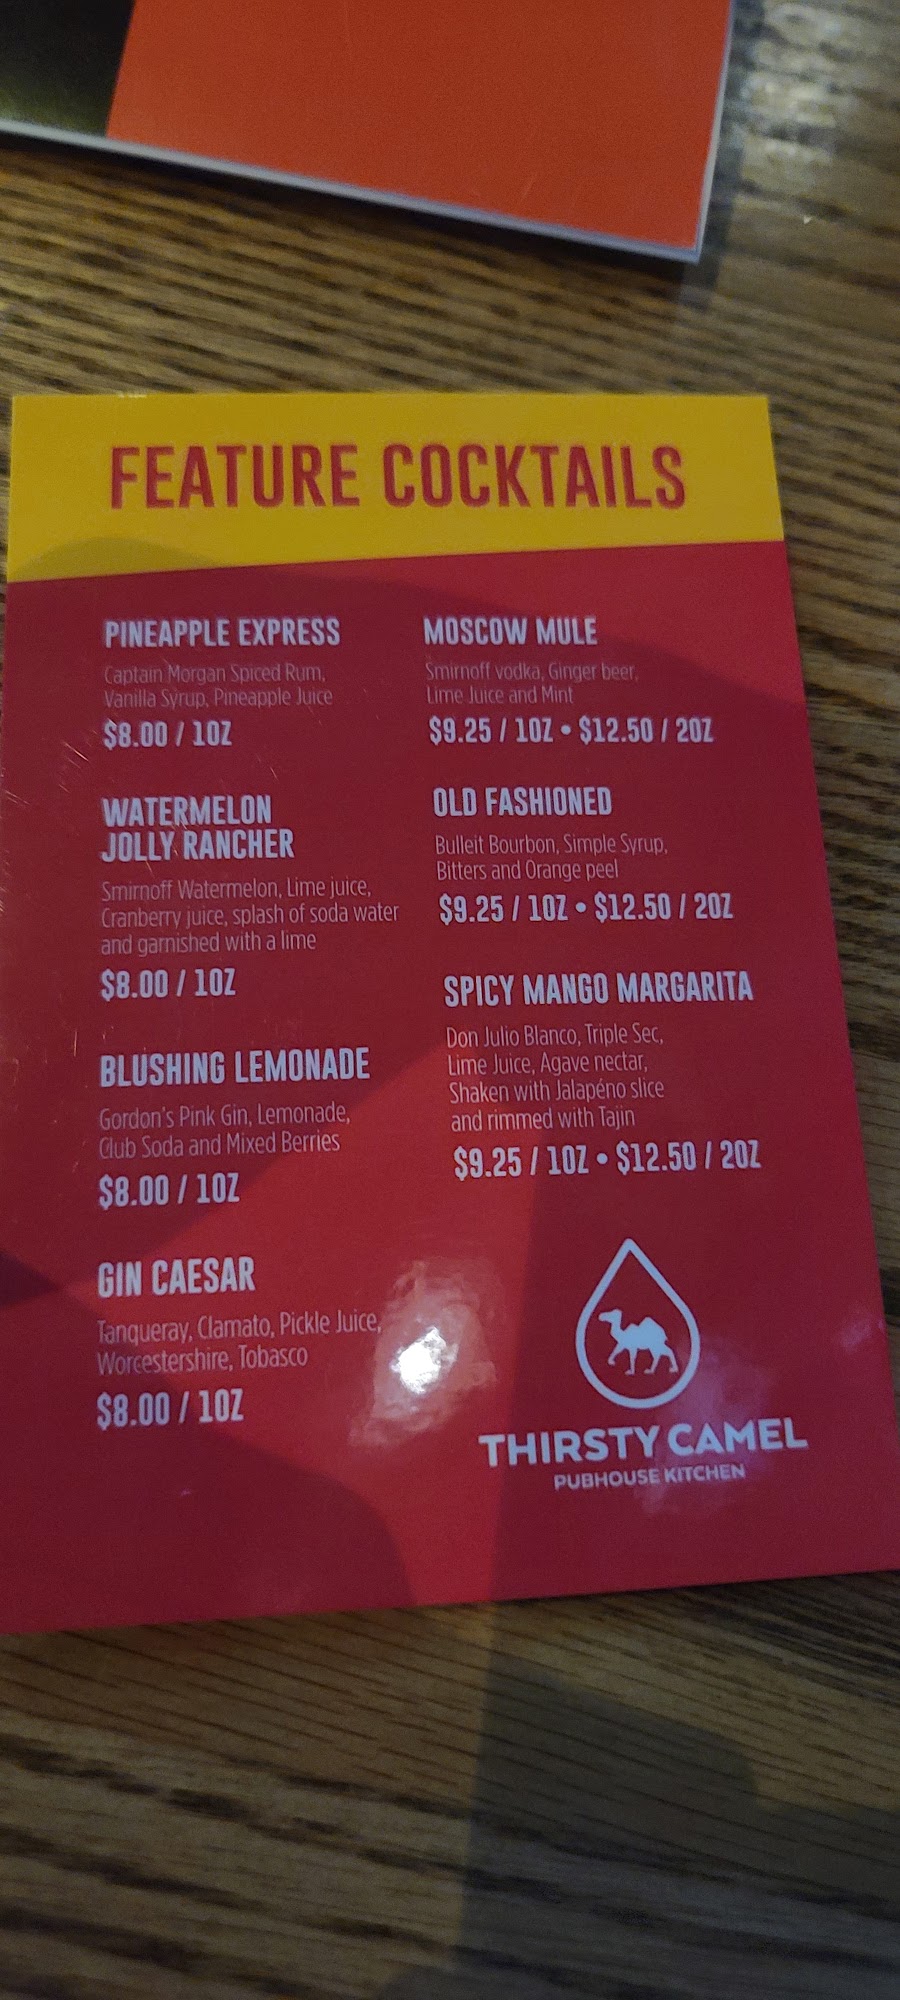 FEATURE COCKTAILS
PINEAPPLE EXPRESS
Captain Morgan Spiced Rum,
Vanilla Syrup, Pineapple Juice
$8.00 / 1OZ
WATERMELON
JOLLY RANCHER
Smirnoff Watermelon, Lime juice,
Cranberry juice, splash of soda water
and garnished with a lime
$8.00 / 1OZ
BLUSHING LEMONADE
Gordon's Pink Gin, Lemonade,
Club Soda and Mixed Berries
$8.00 / 1OZ
GIN CAESAR
Tanqueray, Clamato, Pickle Juice,
Worcestershire, Tobasco
$8.00 / 1OZ
MOSCOW MULE
Smirnoff vodka, Ginger beer,
Lime Juice and Mint
$9.25 / 1OZ • $12.50 / 2OZ
OLD FASHIONED
Bulleit Bourbon, Simple Syrup,
Bitters and Orange peel
$9.25 / 1OZ • $12.50 / 2OZ
SPICY MANGO MARGARITA
Don Julio Blanco, Triple Sec,
Lime Juice, Agave nectar,
Shaken with Jalapéno slice
and rimmed with Tajin
$9.25 / 1OZ • $12.50 / 2OZ
THIRSTY CAMEL
PUBHOUSE KITCHEN